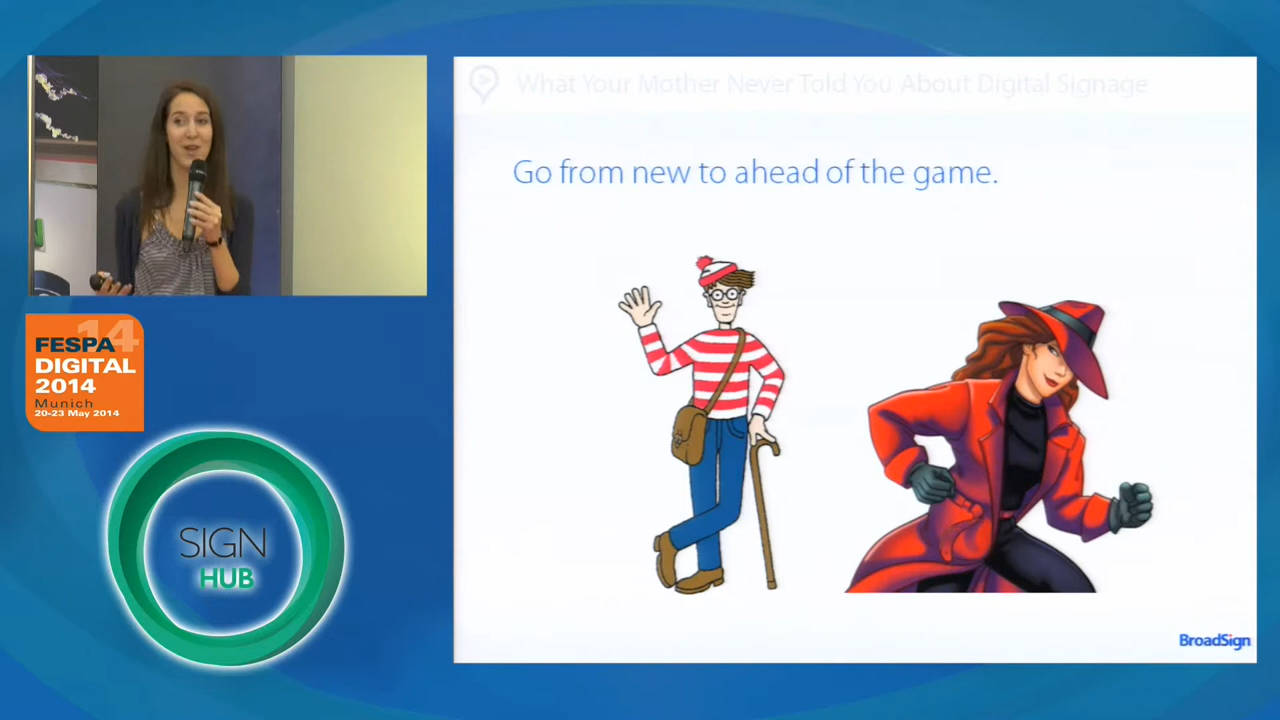 What Your Mother Never Told You About Digital Signage
Go from new to ahead of the game.
14
FESPA
DIGITAL
2014
Munich
20-23 May 2014
SIGN
HUB
BroadSign